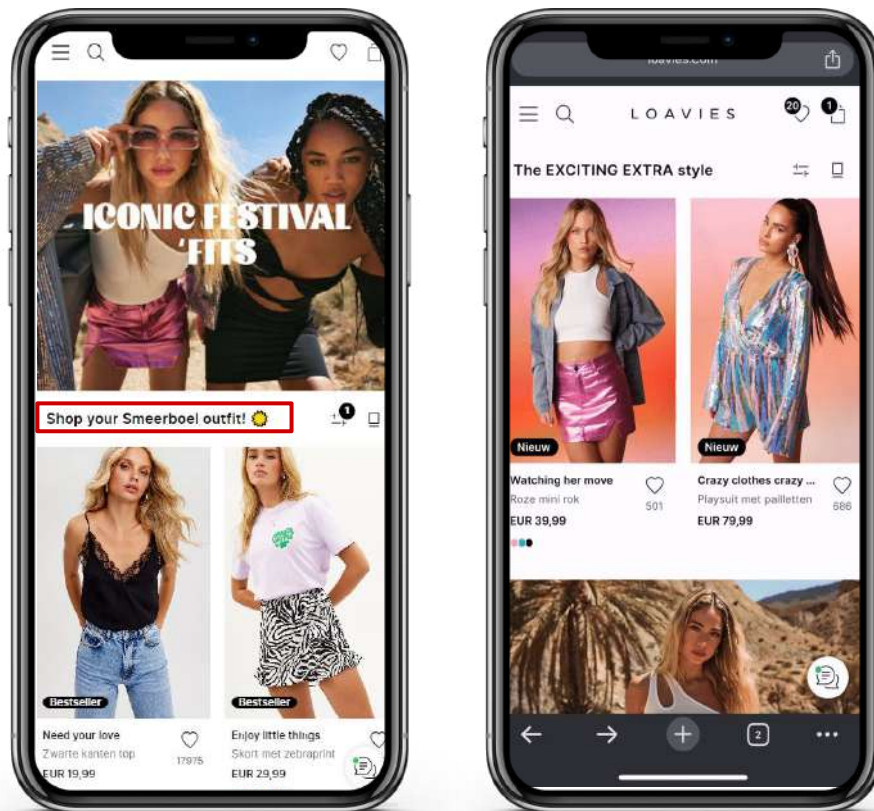 ICONIC FESTIVAL
'FITS
Shop your Smeerboel outfit!
1
Bestseller
Bestseller
Need your love
Zwarte kanten top
17975
EUR 19,99
Enjoy little things
Skort met zebraprint
EUR 29,99
loavies.com
LOAVIES
20
1
The EXCITING EXTRA style
Nieuw
Nieuw
Watching her move
Roze mini rok
501
EUR 39,99
Crazy clothes crazy ...
Playsuit met pailletten
686
EUR 79,99
2